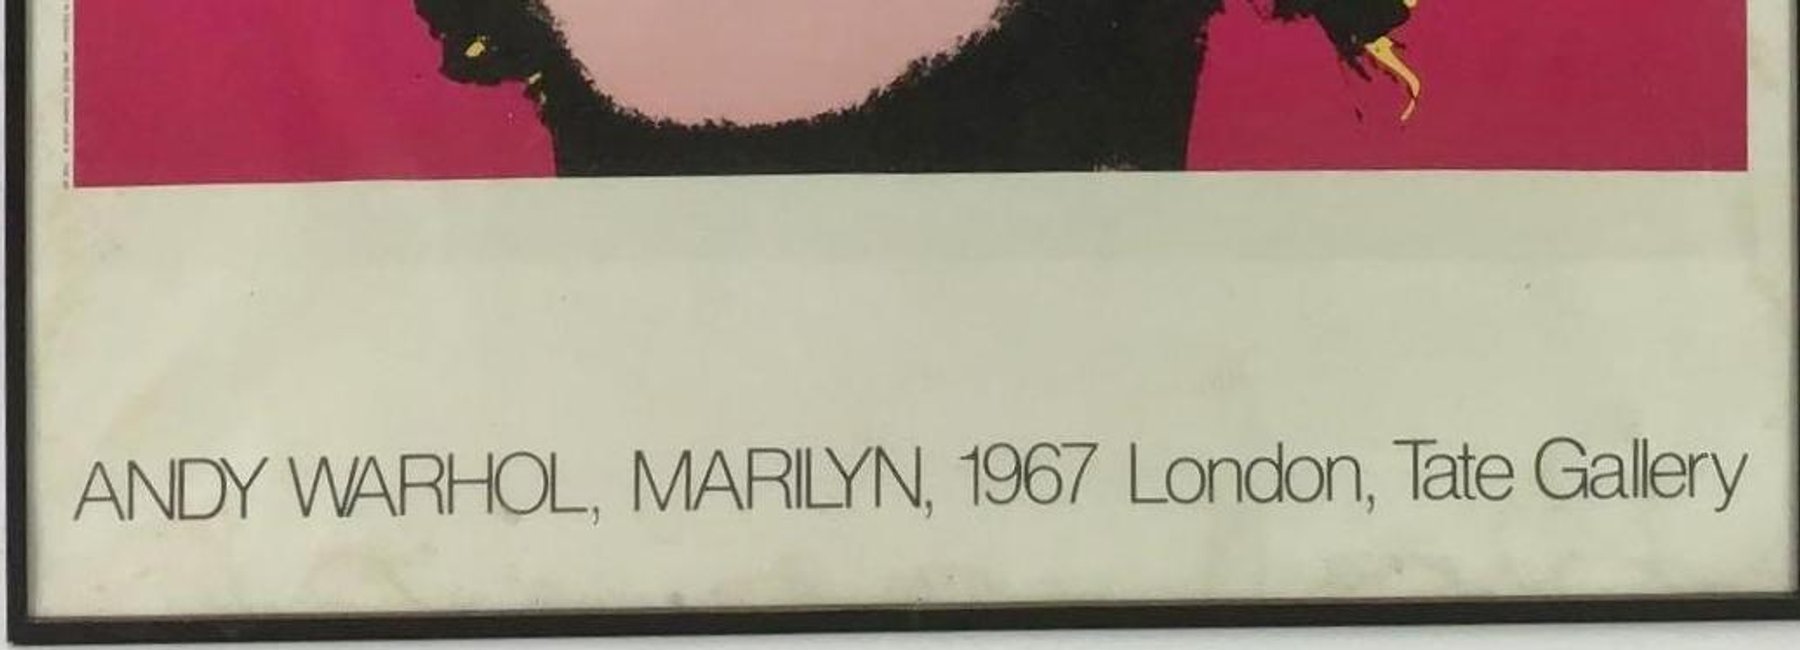 ANDY WARHOL, MARILYN, 1967 London, Tate Gallery